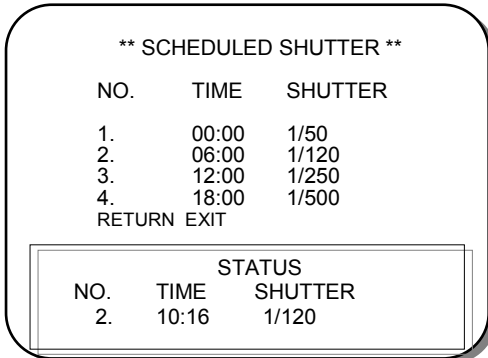 ** SCHEDULED SHUTTER **
NO. TIME SHUTTER
1. 00:00 1/50
2. 06:00 1/120
3. 12:00 1/250
4. 18:00 1/500
RETURN EXIT
STATUS
NO. TIME SHUTTER
2. 10:16 1/120